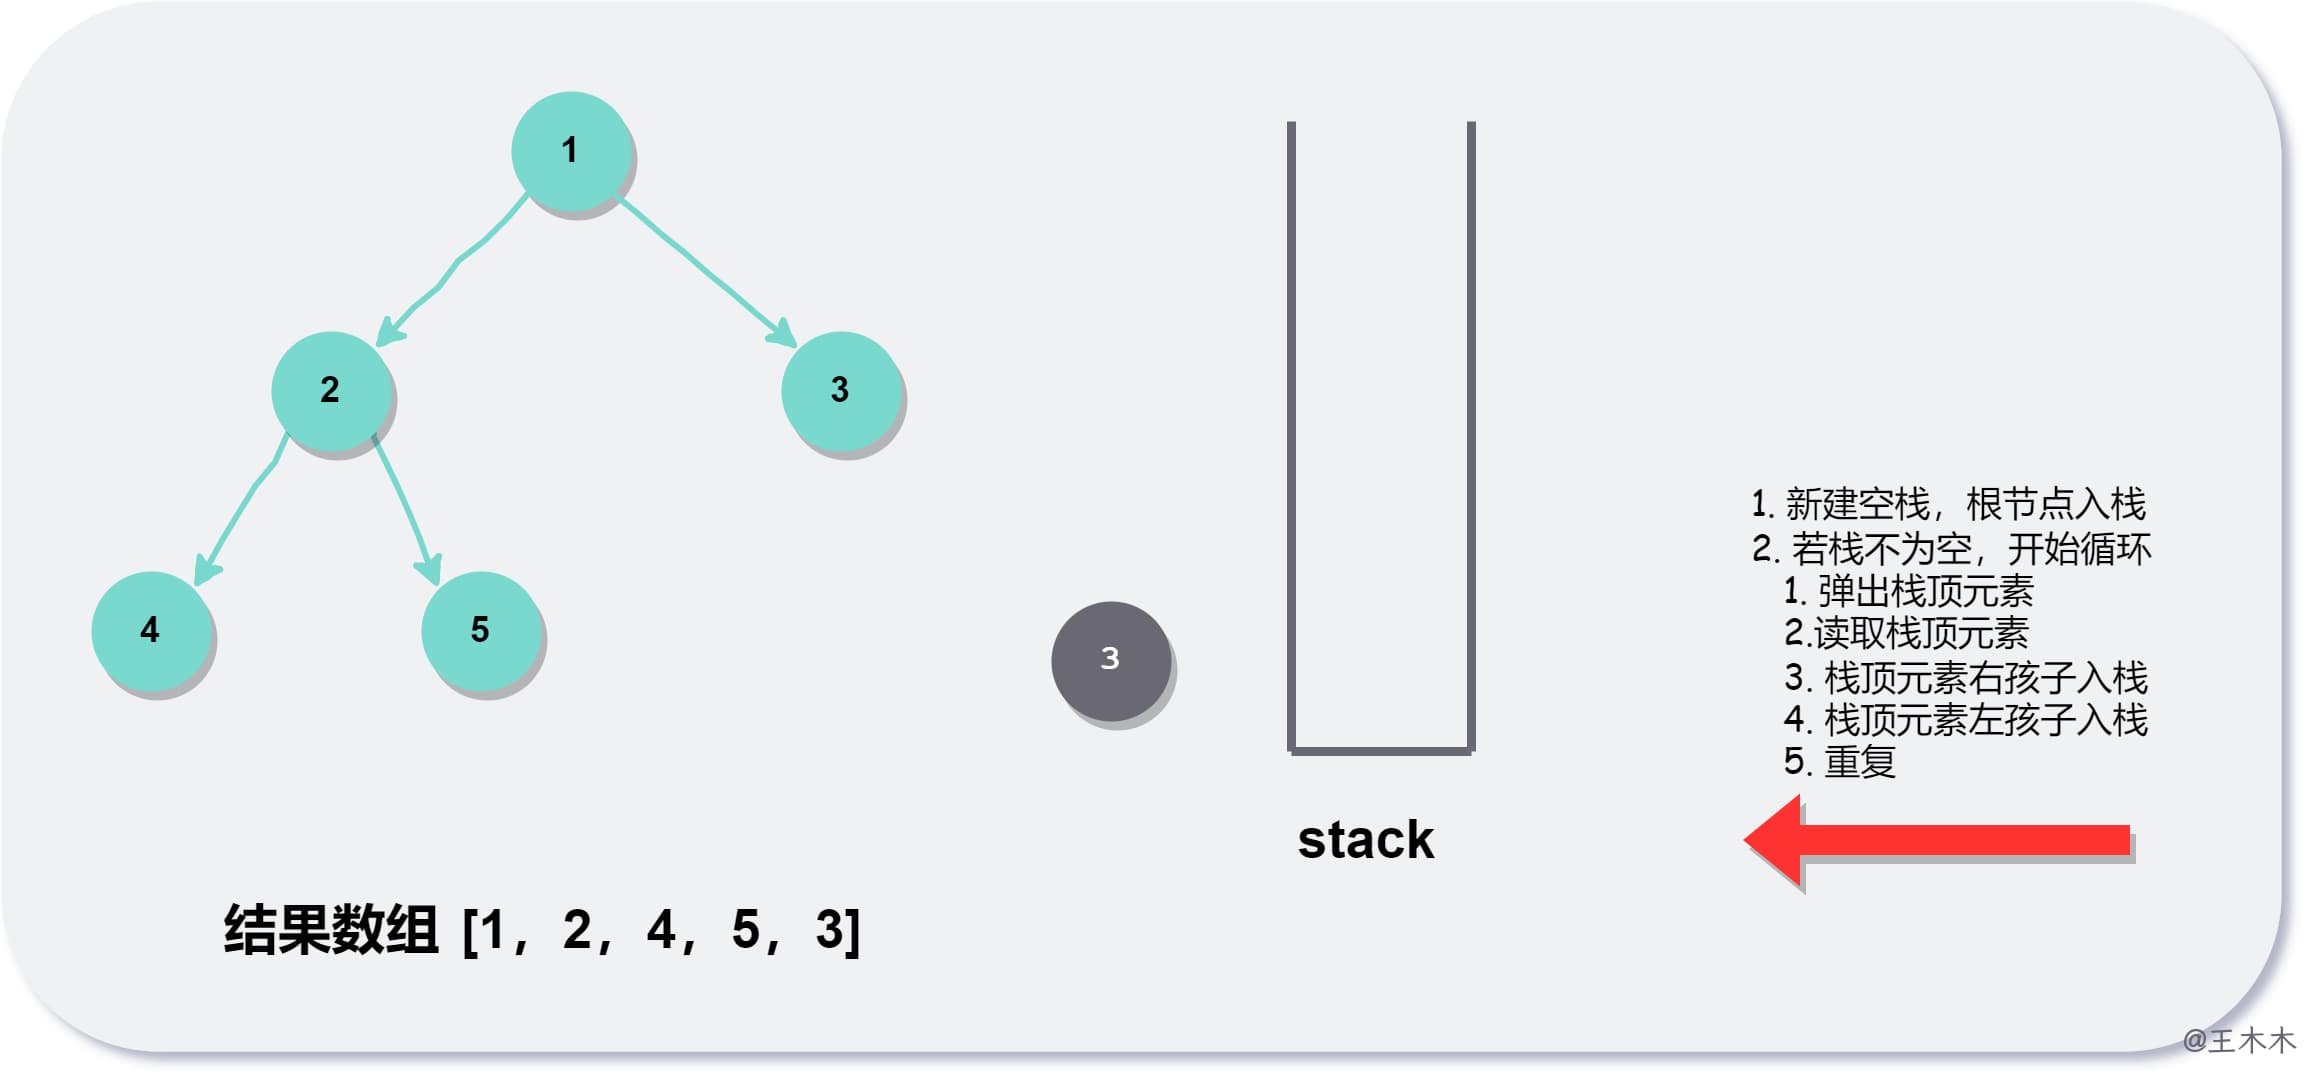 1
2
3
4
5
3
stack
结果数组 [1，2，4，5，3]
1. 新建空栈，根节点入栈
2. 若栈不为空，开始循环
1. 弹出栈顶元素
2.读取栈顶元素
3. 栈顶元素右孩子入栈
4. 栈顶元素左孩子入栈
5. 重复
@王木木